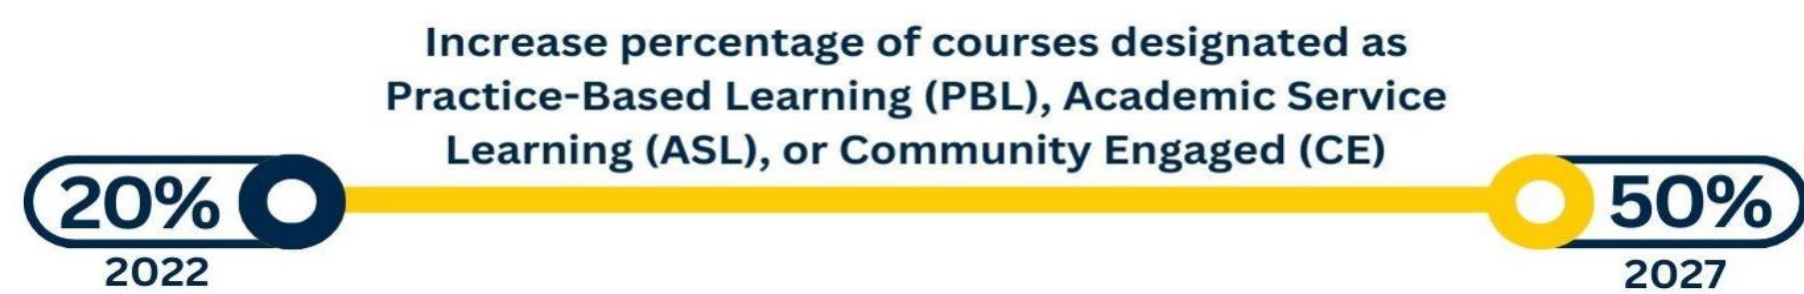 Increase percentage of courses designated as
Practice-Based Learning (PBL), Academic Service
Learning (ASL), or Community Engaged (CE)
20%
50%
2022
2027